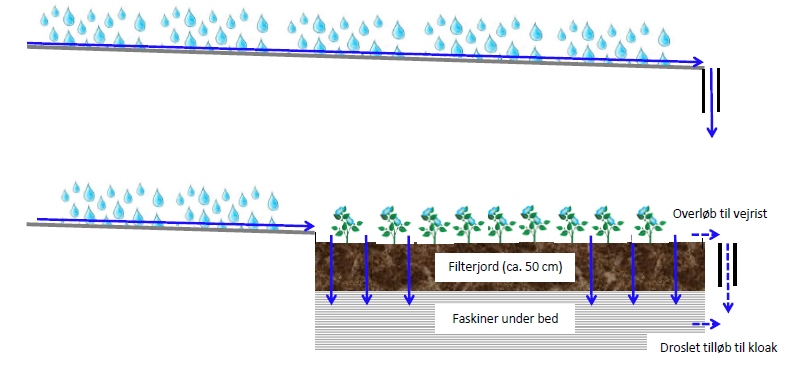 Overløb til vejrist
Filterjord (ca. 50 cm)
Faskiner under bed
Droslet tilløb til kloak